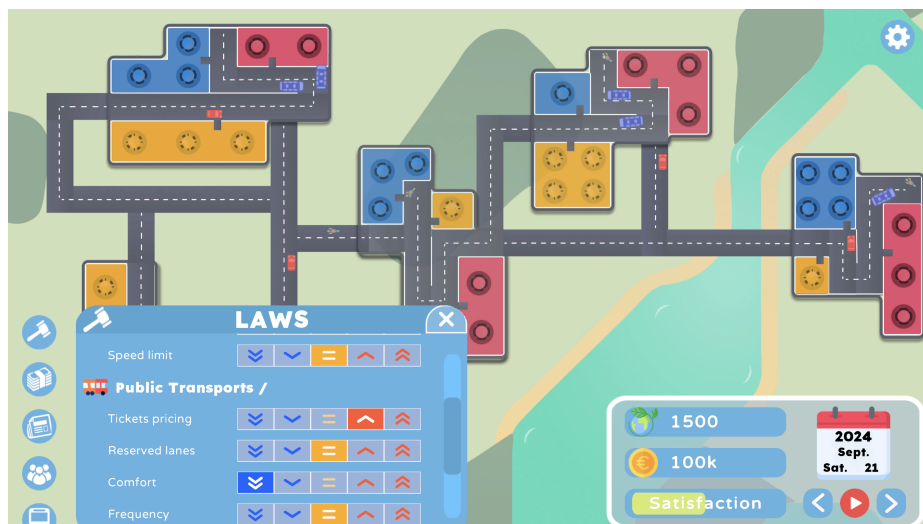 LAWS
Speed limit
Public Transports /
Tickets pricing
Reserved lanes
Comfort
Frequency
1500
100k
Satisfaction
2024
Sept.
Sat. 21